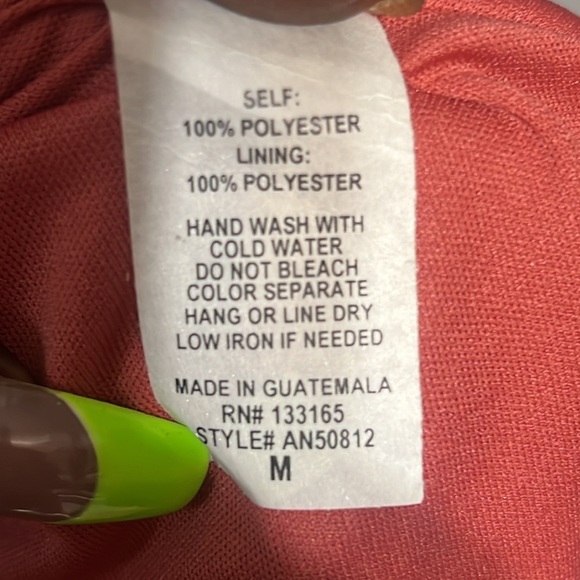 SELF:
100% POLYESTER
LINING:
100% POLYESTER
HAND WASH WITH
COLD WATER
DO NOT BLEACH
COLOR SEPARATE
HANG OR LINE DRY
LOW IRON IF NEEDED
MADE IN GUATEMALA
RN# 133165
STYLE# AN50812
M